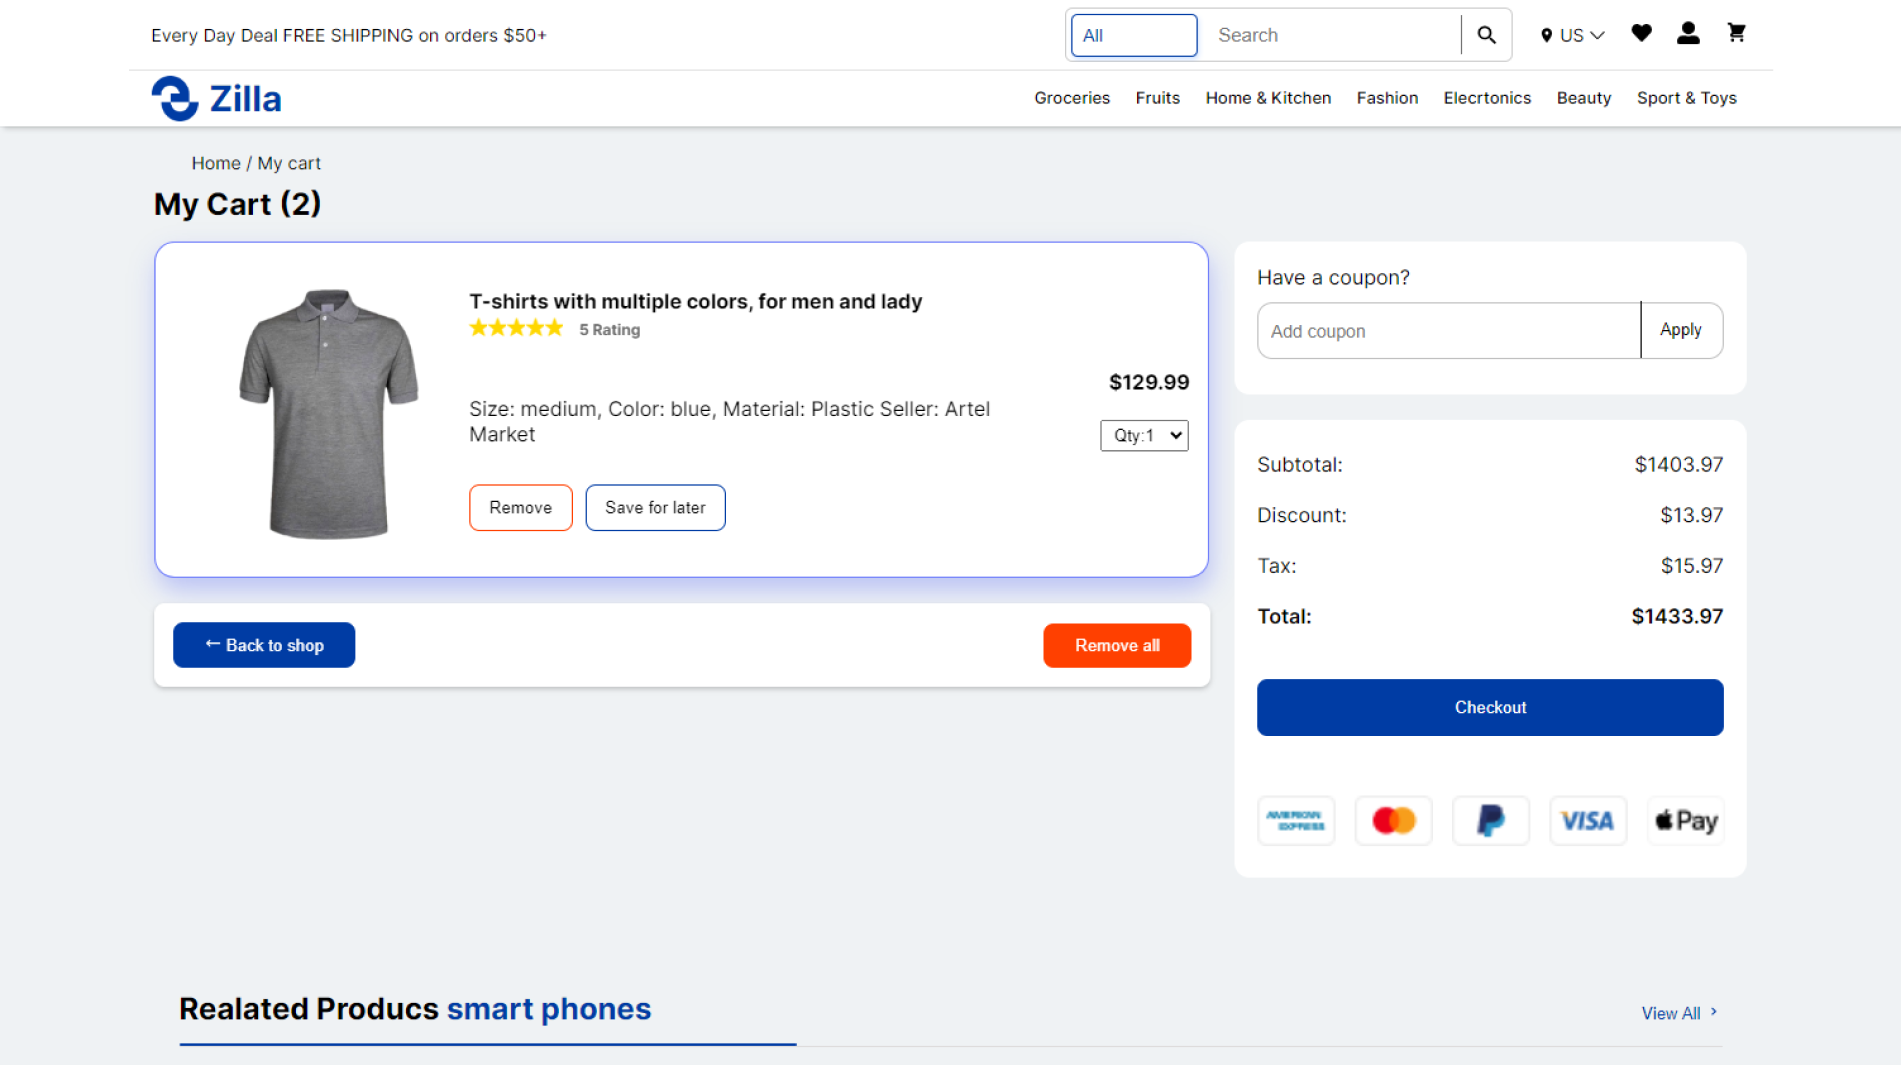 Every Day Deal FREE SHIPPING on orders $50+
All
Search
US
Zilla
Groceries
Fruits
Home & Kitchen
Fashion
Elecrtonics
Beauty
Sport & Toys
Home / My cart
My Cart (2)
T-shirts with multiple colors, for men and lady
5 Rating
$129.99
Size: medium, Color: blue, Material: Plastic Seller: Artel
Market
Qty:1
Remove
Save for later
← Back to shop
Remove all
Have a coupon?
Add coupon
Apply
Subtotal: $1403.97
Discount: $13.97
Tax: $15.97
Total: $1433.97
Checkout
AMERICAN
EXPRESS
VISA
Pay
Realated Producs smart phones
View All >